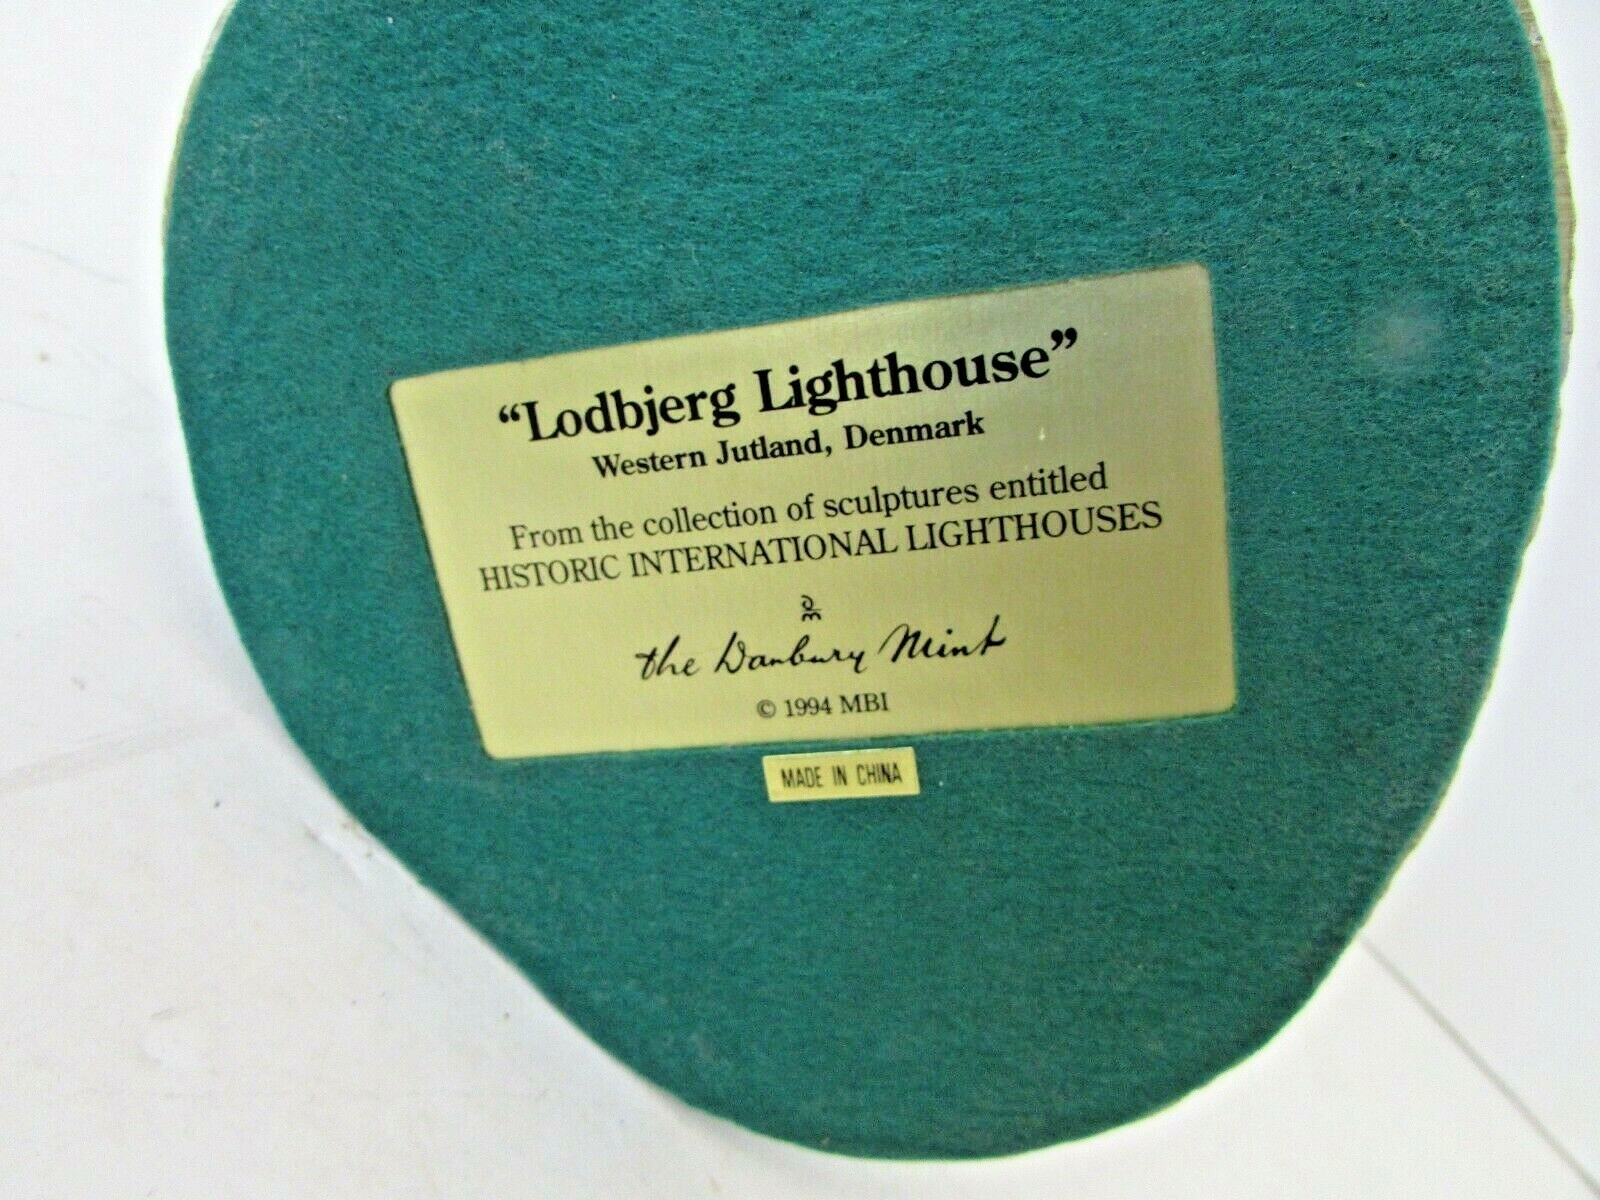 “Lodbjerg Lighthouse”
Western Jutland, Denmark
From the collection of sculptures entitled
HISTORIC INTERNATIONAL LIGHTHOUSES
dm
the Danbury Mint
© 1994 MBI
MADE IN CHINA